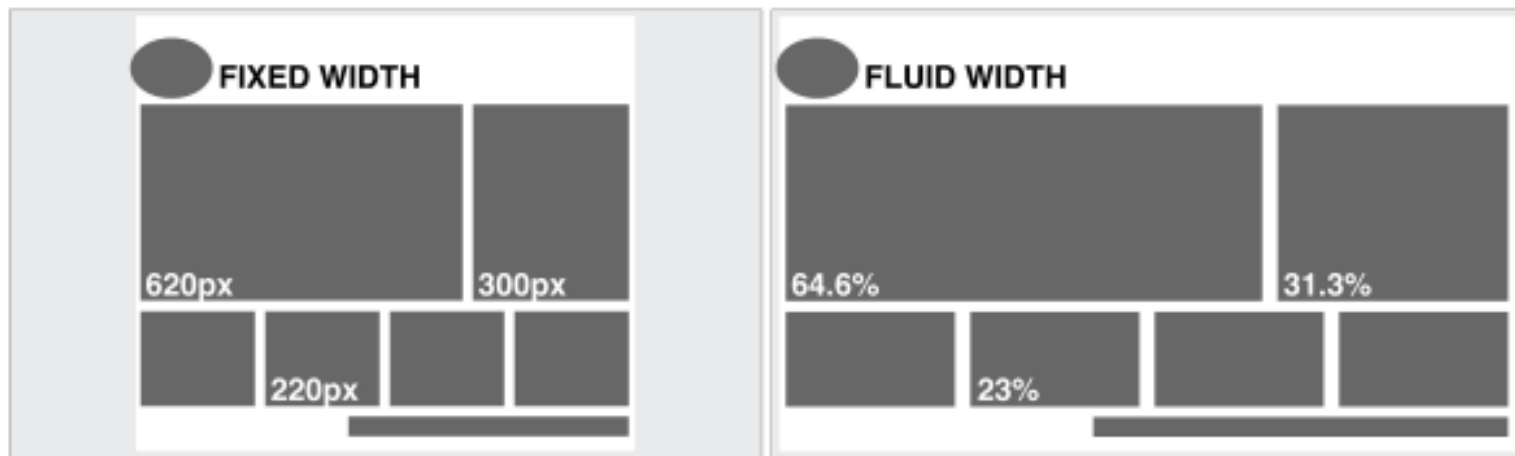 FIXED WIDTH
620px
300px
220px
FLUID WIDTH
64.6%
31.3%
23%